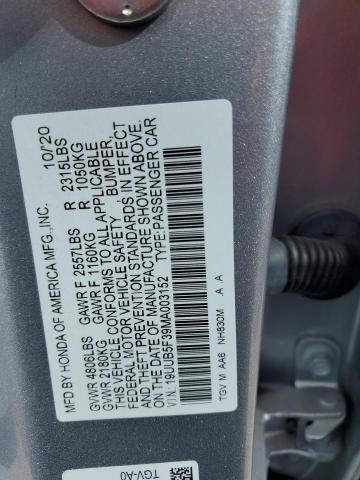 MFD.BY HONDA OF AMERICA MFG.,INC. 10/20
GVWR 4806LBS GAWR F 2557LBS R 2315LBS
GVWR 2180KG GAWR F 1160KG R 1050KG
THIS VEHICLE CONFORMS TO ALL APPLICABLE
FEDERAL MOTOR VEHICLE SAFETY, BUMPER,
AND THEFT PREVENTION STANDARDS IN EFFECT
ON THE DATE OF MANUFACTURE SHOWN ABOVE.
V.I.N.: 19UUB5F39MA003152 TYPE:PASSENGER CAR
TGV M AA6 NH830M A A
TGV-A0